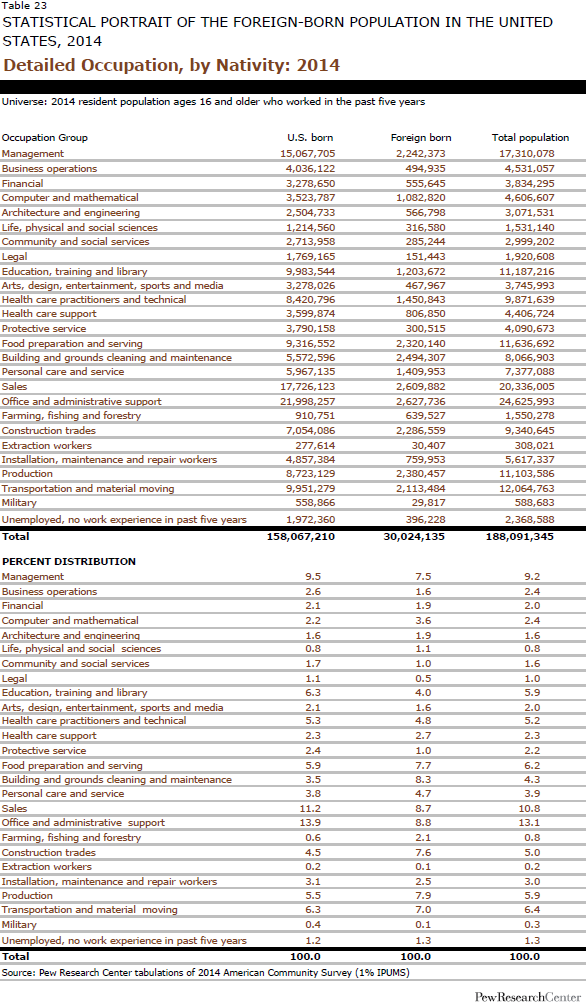 Table 23
STATISTICAL PORTRAIT OF THE FOREIGN-BORN POPULATION IN THE UNITED
STATES, 2014
Detailed Occupation, by Nativity: 2014
Universe: 2014 resident population ages 16 and older who worked in the past five years
Occupation Group U.S. born Foreign born Total population
Management 15,067,705 2,242,373 17,310,078
Business operations 4,036,122 494,935 4,531,057
Financial 3,278,650 555,645 3,834,295
Computer and mathematical 3,523,787 1,082,820 4,606,607
Architecture and engineering 2,504,733 566,798 3,071,531
Life, physical and social sciences 1,214,560 316,580 1,531,140
Community and social services 2,713,958 285,244 2,999,202
Legal 1,769,165 151,443 1,920,608
Education, training and library 9,983,544 1,203,672 11,187,216
Arts, design, entertainment, sports and media 3,278,026 467,967 3,745,993
Health care practitioners and technical 8,420,796 1,450,843 9,871,639
Health care support 3,599,874 806,850 4,406,724
Protective service 3,790,158 300,515 4,090,673
Food preparation and serving 9,316,552 2,320,140 11,636,692
Building and grounds cleaning and maintenance 5,572,596 2,494,307 8,066,903
Personal care and service 5,967,135 1,409,953 7,377,088
Sales 17,726,123 2,609,882 20,336,005
Office and administrative support 21,998,257 2,627,736 24,625,993
Farming, fishing and forestry 910,751 639,527 1,550,278
Construction trades 7,054,086 2,286,559 9,340,645
Extraction workers 277,614 30,407 308,021
Installation, maintenance and repair workers 4,857,384 759,953 5,617,337
Production 8,723,129 2,380,457 11,103,586
Transportation and material moving 9,951,279 2,113,484 12,064,763
Military 558,866 29,817 588,683
Unemployed, no work experience in past five years 1,972,360 396,228 2,368,588
Total 158,067,210 30,024,135 188,091,345
PERCENT DISTRIBUTION
Management 9.5 7.5 9.2
Business operations 2.6 1.6 2.4
Financial 2.1 1.9 2.0
Computer and mathematical 2.2 3.6 2.4
Architecture and engineering 1.6 1.9 1.6
Life, physical and social sciences 0.8 1.1 0.8
Community and social services 1.7 1.0 1.6
Legal 1.1 0.5 1.0
Education, training and library 6.3 4.0 5.9
Arts, design, entertainment, sports and media 2.1 1.6 2.0
Health care practitioners and technical 5.3 4.8 5.2
Health care support 2.3 2.7 2.3
Protective service 2.4 1.0 2.2
Food preparation and serving 5.9 7.7 6.2
Building and grounds cleaning and maintenance 3.5 8.3 4.3
Personal care and service 3.8 4.7 3.9
Sales 11.2 8.7 10.8
Office and administrative support 13.9 8.8 13.1
Farming, fishing and forestry 0.6 2.1 0.8
Construction trades 4.5 7.6 5.0
Extraction workers 0.2 0.1 0.2
Installation, maintenance and repair workers 3.1 2.5 3.0
Production 5.5 7.9 5.9
Transportation and material moving 6.3 7.0 6.4
Military 0.4 0.1 0.3
Unemployed, no work experience in past five years 1.2 1.3 1.3
Total 100.0 100.0 100.0
Source: Pew Research Center tabulations of 2014 American Community Survey (1% IPUMS)
PewResearchCenter